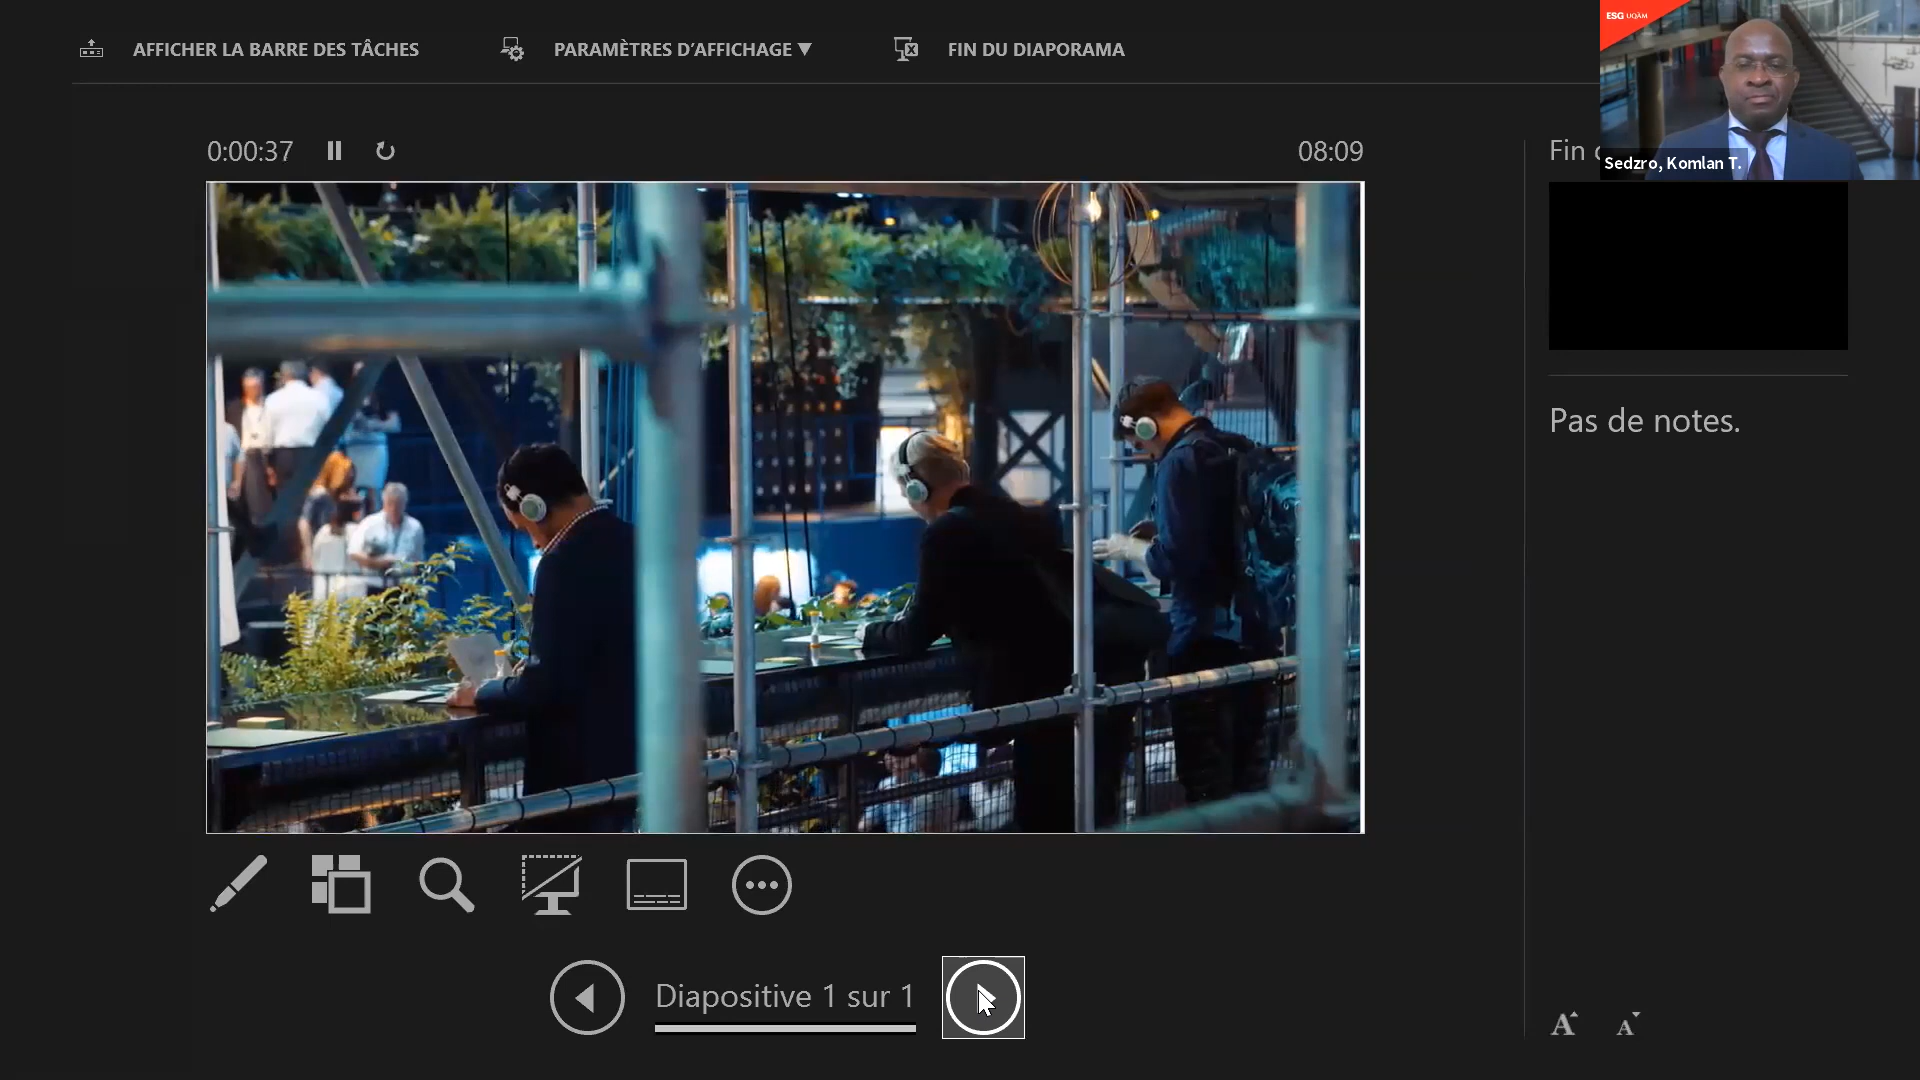 AFFICHER LA BARRE DES TÂCHES
PARAMÈTRES D’AFFICHAGE ▼
FIN DU DIAPORAMA
ESG UQÀM
0:00:37
08:09
Fin
Sedzro, Komlan T.
Pas de notes.
Diapositive 1 sur 1
A
A